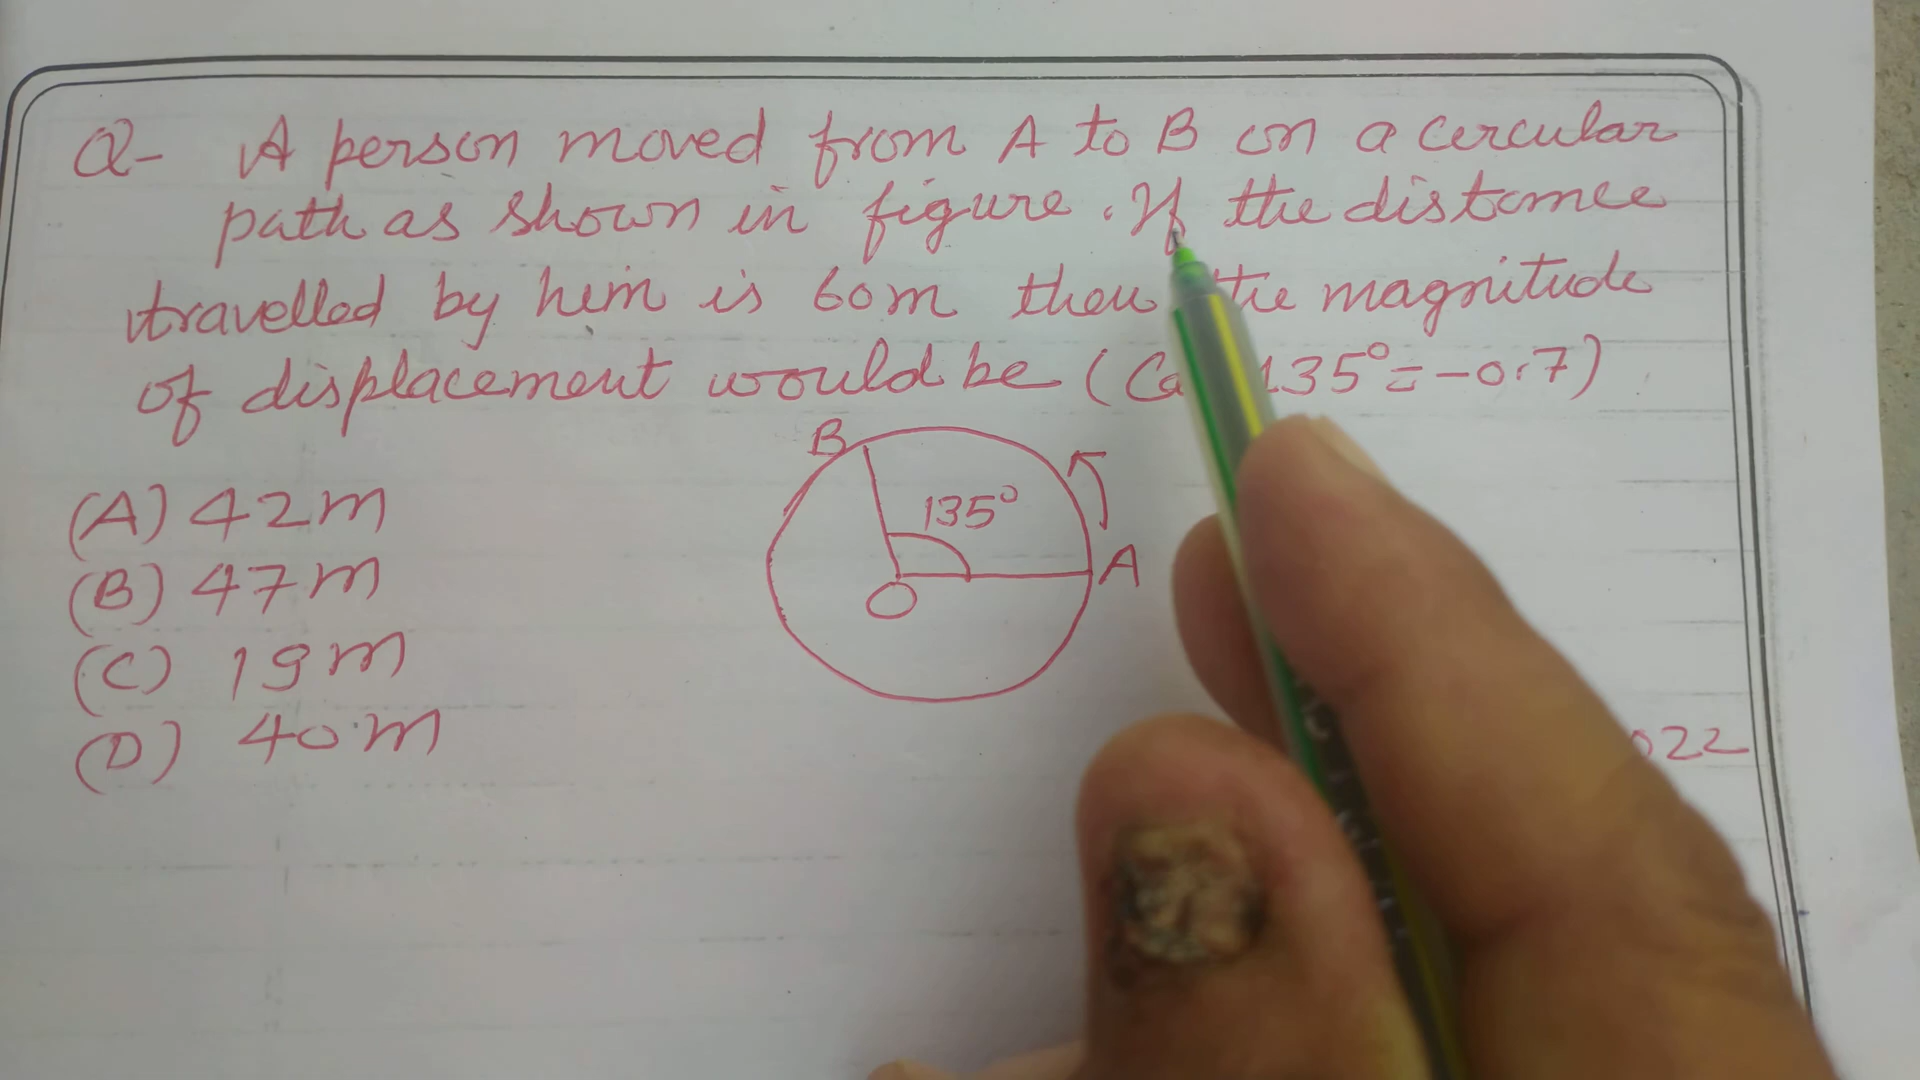 Q- A person moved from A to B on a circular
path as shown in figure. If the distance
travelled by him is 60m then the magnitude
of displacement would be ( 135°=-0.7)
B
135°
A
O
(A) 42m
(B) 47m
(C) 19m
(D) 40m
022